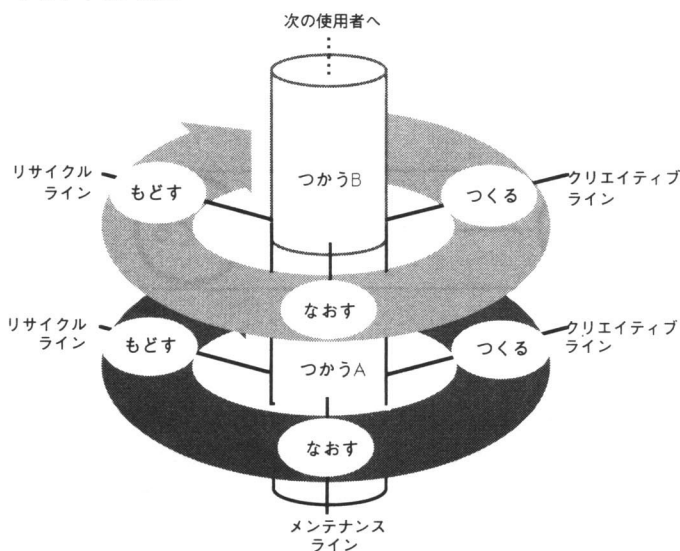 次の使用者へ
リサイクル
ライン
もどす
つかうB
つくる
クリエイティブ
ライン
なおす
リサイクル
ライン
もどす
つかうA
つくる
クリエイティブ
ライン
なおす
メンテナンス
ライン